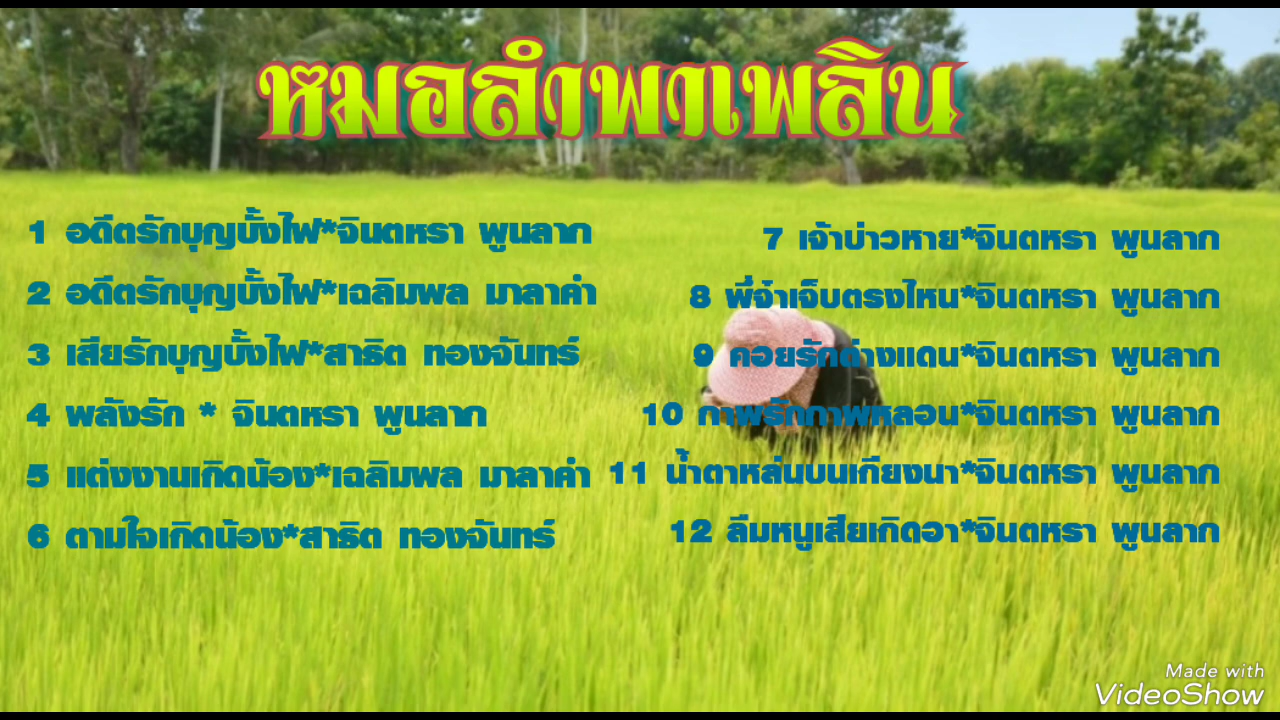 หมอลำพาเพลิน
1 อดีตรักบุญบั้งไฟ*จินตหรา พูนลาภ
2 อดีตรักบุญบั้งไฟ*เฉลิมพล มาลาคำ
3 เสียรักบุญบั้งไฟ*สาธิต ทองจันทร์
4 พลังรัก * จินตหรา พูนลาภ
5 แต่งงานเถิดน้อง*เฉลิมพล มาลาคำ
6 ตามใจเถิดน้อง*สาธิต ทองจันทร์
7 เจ้าบ่าวหาย*จินตหรา พูนลาภ
8 พี่จ๋าเจ็บตรงไหน*จินตหรา พูนลาภ
9 คอยรักต่างแดน*จินตหรา พูนลาภ
10 ภาพรักภาพหลอน*จินตหรา พูนลาภ
11 น้ำตาหล่นบนเถียงนา*จินตหรา พูนลาภ
12 ลืมหนูเสียเถิดอา*จินตหรา พูนลาภ
Made with
VideoShow